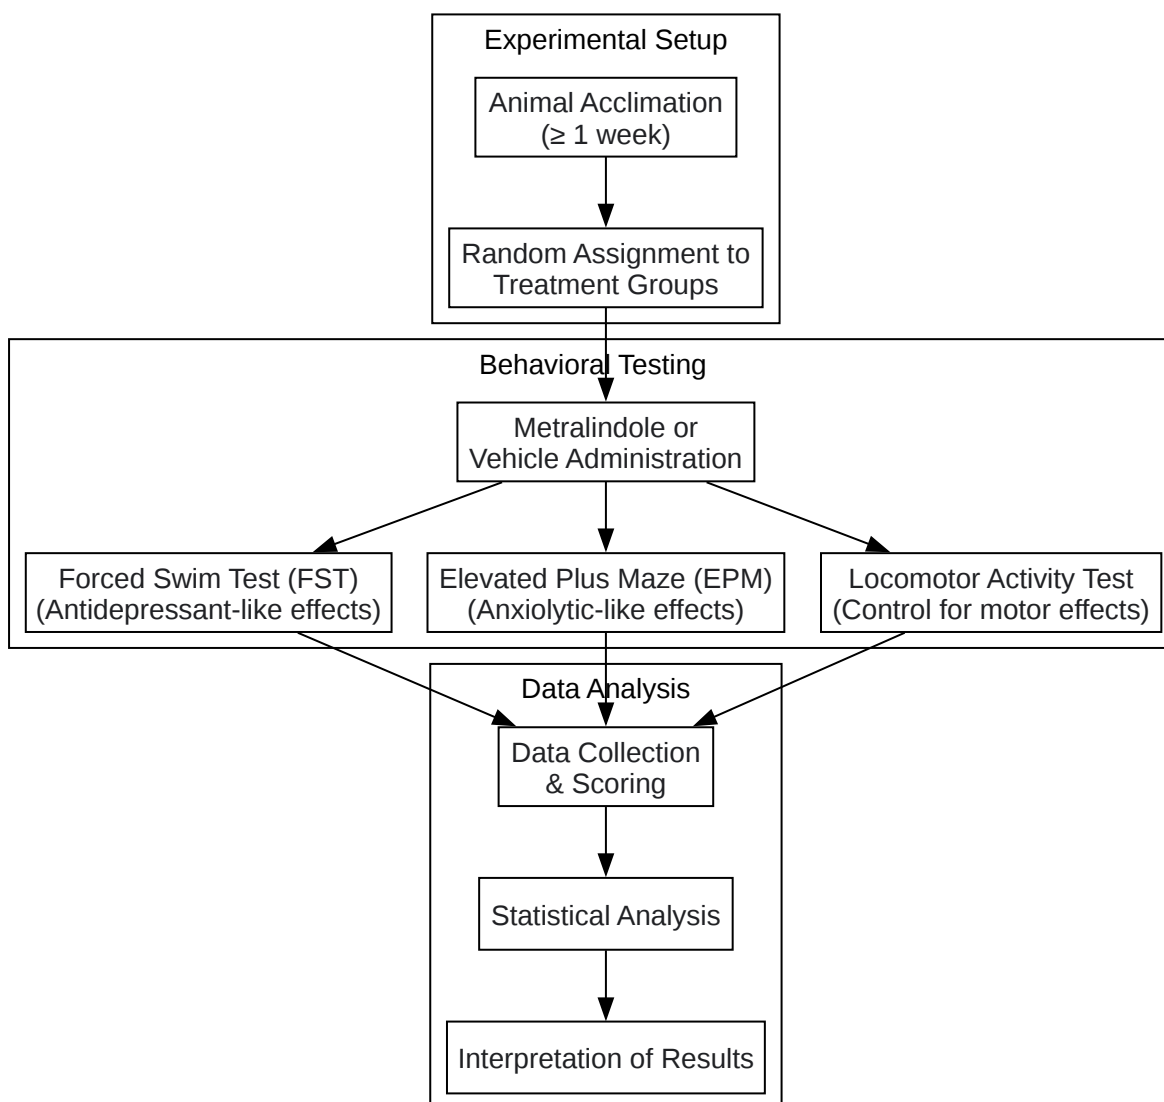 Experimental Setup
Animal Acclimation
(≥ 1 week)
Random Assignment to
Treatment Groups
Behavioral Testing
Metralindole or
Vehicle Administration
Forced Swim Test (FST)
(Antidepressant-like effects)
Elevated Plus Maze (EPM)
(Anxiolytic-like effects)
Locomotor Activity Test
(Control for motor effects)
Data Analysis
Data Collection
& Scoring
Statistical Analysis
Interpretation of Results